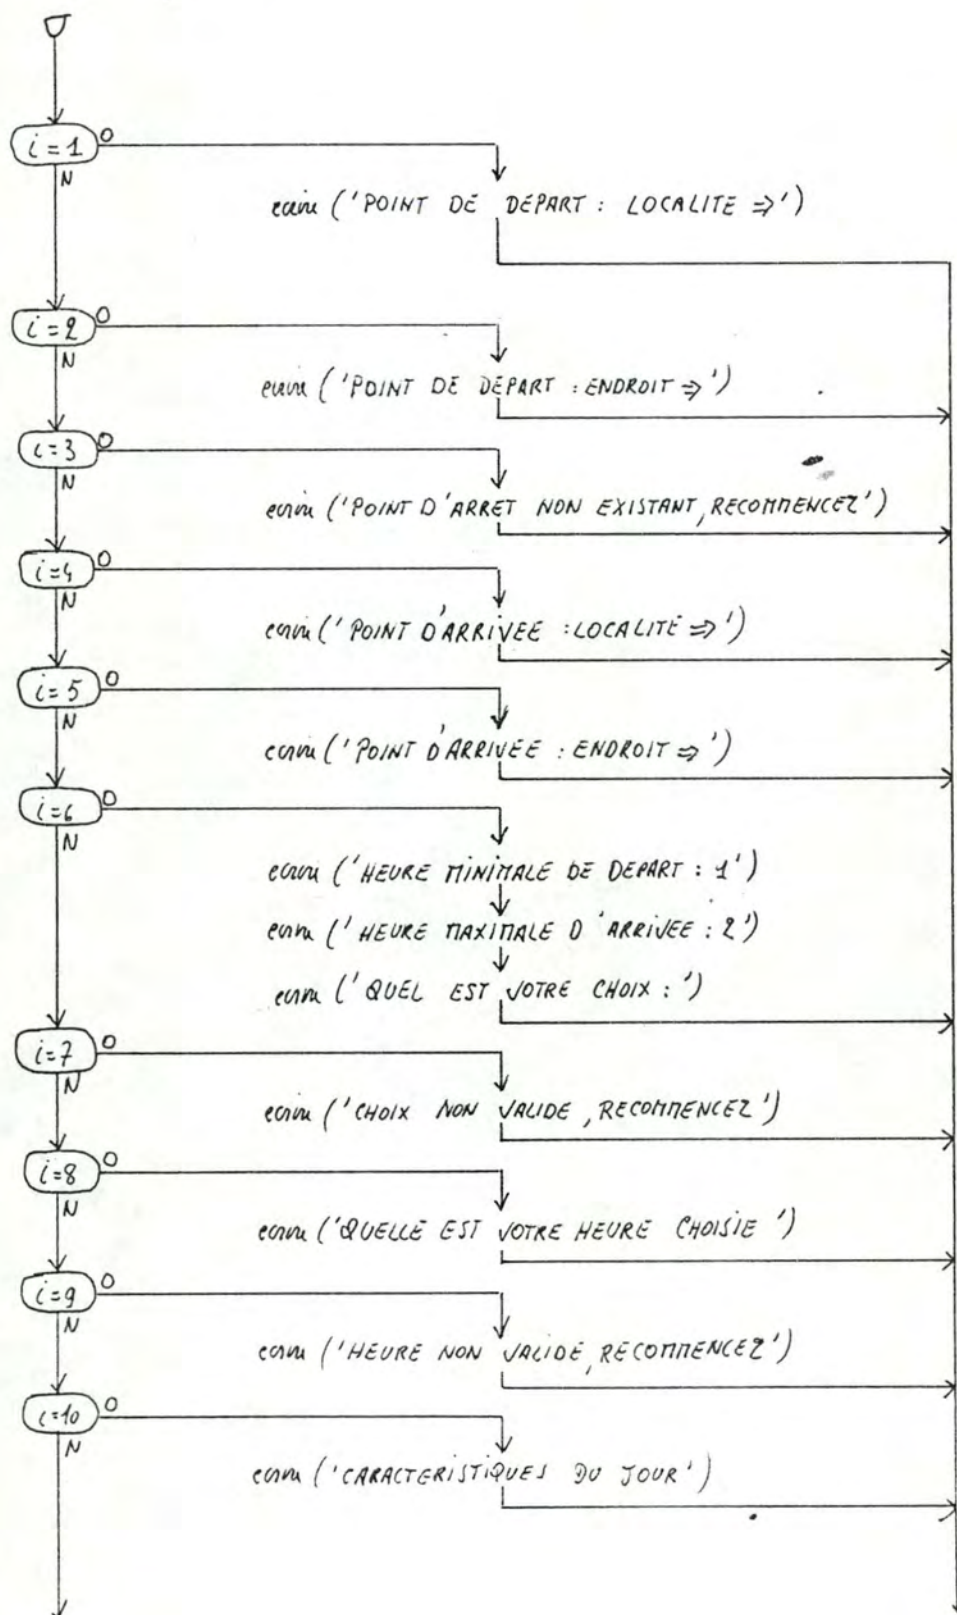 i=1 O
N
ecrire ('POINT DE DEPART : LOCALITE =>')
i=2 O
N
ecrire ('POINT DE DEPART : ENDROIT =>')
i=3 O
N
ecrire ('POINT D'ARRET NON EXISTANT, RECOMMENCEZ')
i=4 O
N
ecrire ('POINT D'ARRIVEE : LOCALITE =>')
i=5 O
N
ecrire ('POINT D'ARRIVEE : ENDROIT =>')
i=6 O
N
ecrire ('HEURE MINIMALE DE DEPART : 1')
ecrire ('HEURE MAXIMALE D'ARRIVEE : 2')
ecrire ('QUEL EST VOTRE CHOIX : ')
i=7 O
N
ecrire ('CHOIX NON VALIDE, RECOMMENCEZ')
i=8 O
N
ecrire ('QUELLE EST VOTRE HEURE CHOISIE ')
i=9 O
N
ecrire ('HEURE NON VALIDE, RECOMMENCEZ')
i=10 O
N
ecrire ('CARACTERISTIQUES DU JOUR')